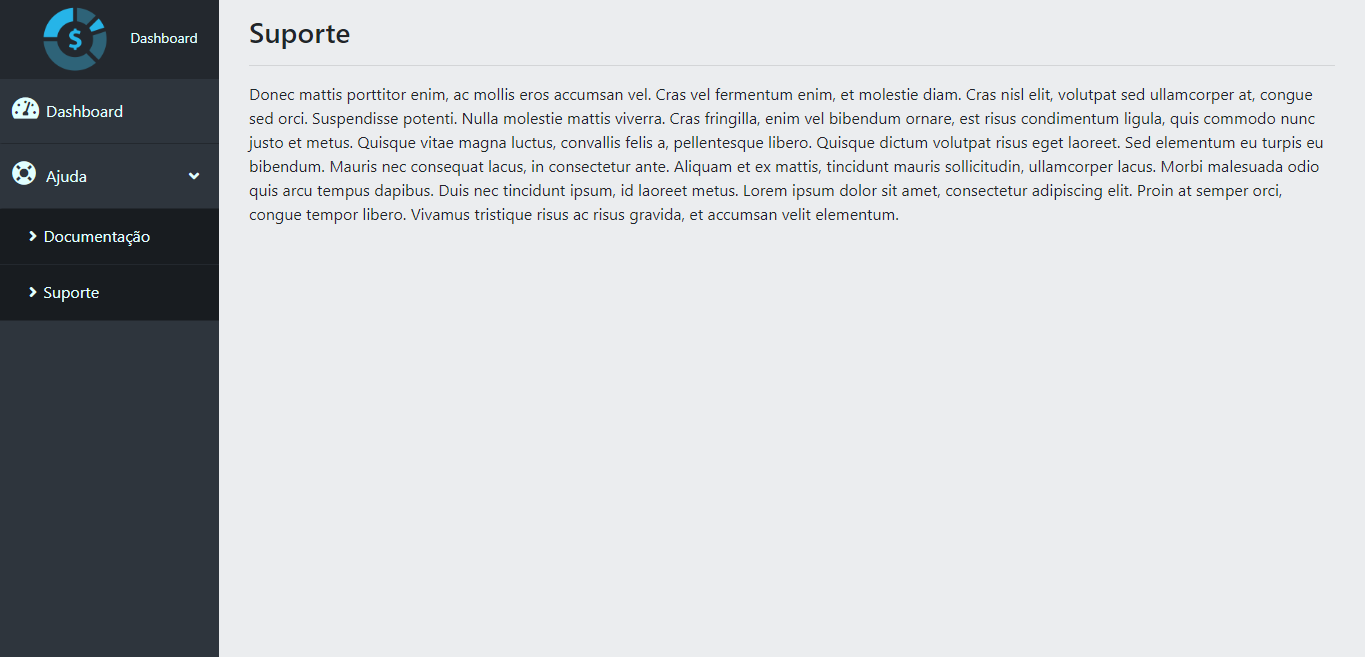 $
Dashboard
Dashboard
Ajuda
Documentação
Suporte
Suporte
Donec mattis porttitor enim, ac mollis eros accumsan vel. Cras vel fermentum enim, et molestie diam. Cras nisl elit, volutpat sed ullamcorper at, congue
sed orci. Suspendisse potenti. Nulla molestie mattis viverra. Cras fringilla, enim vel bibendum ornare, est risus condimentum ligula, quis commodo nunc
justo et metus. Quisque vitae magna luctus, convallis felis a, pellentesque libero. Quisque dictum volutpat risus eget laoreet. Sed elementum eu turpis eu
bibendum. Mauris nec consequat lacus, in consectetur ante. Aliquam et ex mattis, tincidunt mauris sollicitudin, ullamcorper lacus. Morbi malesuada odio
quis arcu tempus dapibus. Duis nec tincidunt ipsum, id laoreet metus. Lorem ipsum dolor sit amet, consectetur adipiscing elit. Proin at semper orci,
congue tempor libero. Vivamus tristique risus ac risus gravida, et accumsan velit elementum.